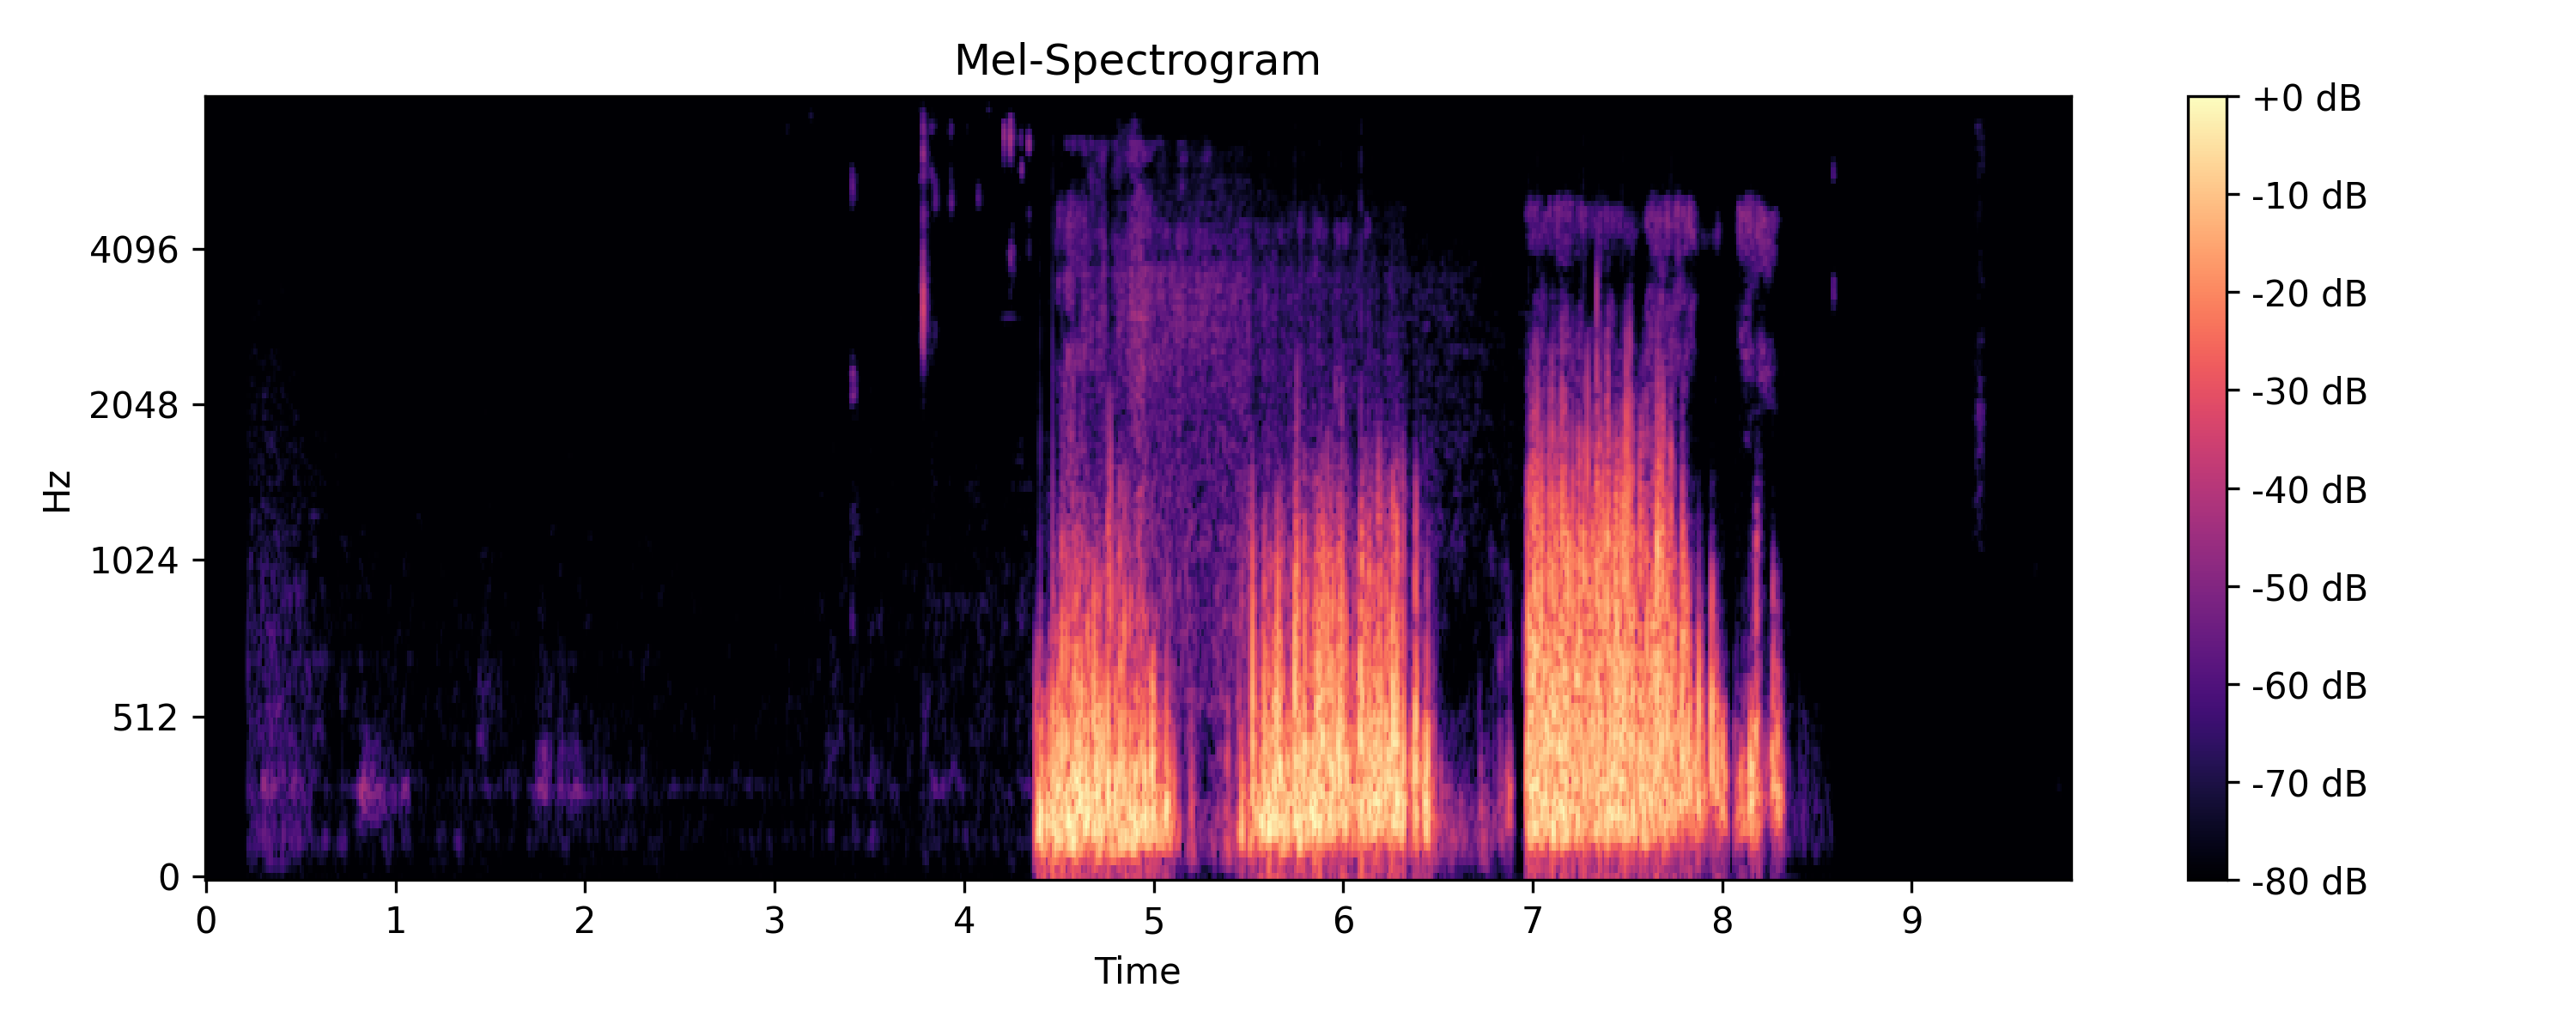 Mel-Spectrogram
+0 dB
-10 dB
-20 dB
-30 dB
-40 dB
-50 dB
-60 dB
-70 dB
-80 dB
Hz
4096
2048
1024
512
0
0 1 2 3 4 5 6 7 8 9
Time